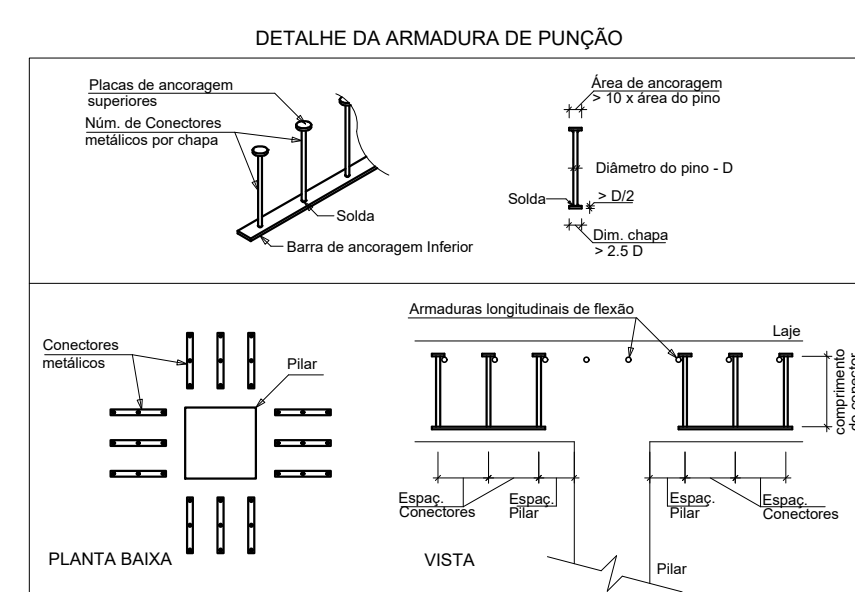 DETALHE DA ARMADURA DE PUNÇÃO
Placas de ancoragem
superiores
Núm. de Conectores
metálicos por chapa
Solda
Barra de ancoragem Inferior
Área de ancoragem
> 10 x área do pino
Diâmetro do pino - D
Solda
> D/2
Dim. chapa
> 2.5 D
Conectores
metálicos
Pilar
PLANTA BAIXA
Armaduras longitudinais de flexão
Laje
comprimento
do conector
Espaç.
Conectores
Espaç.
Pilar
Espaç.
Pilar
Espaç.
Conectores
VISTA
Pilar